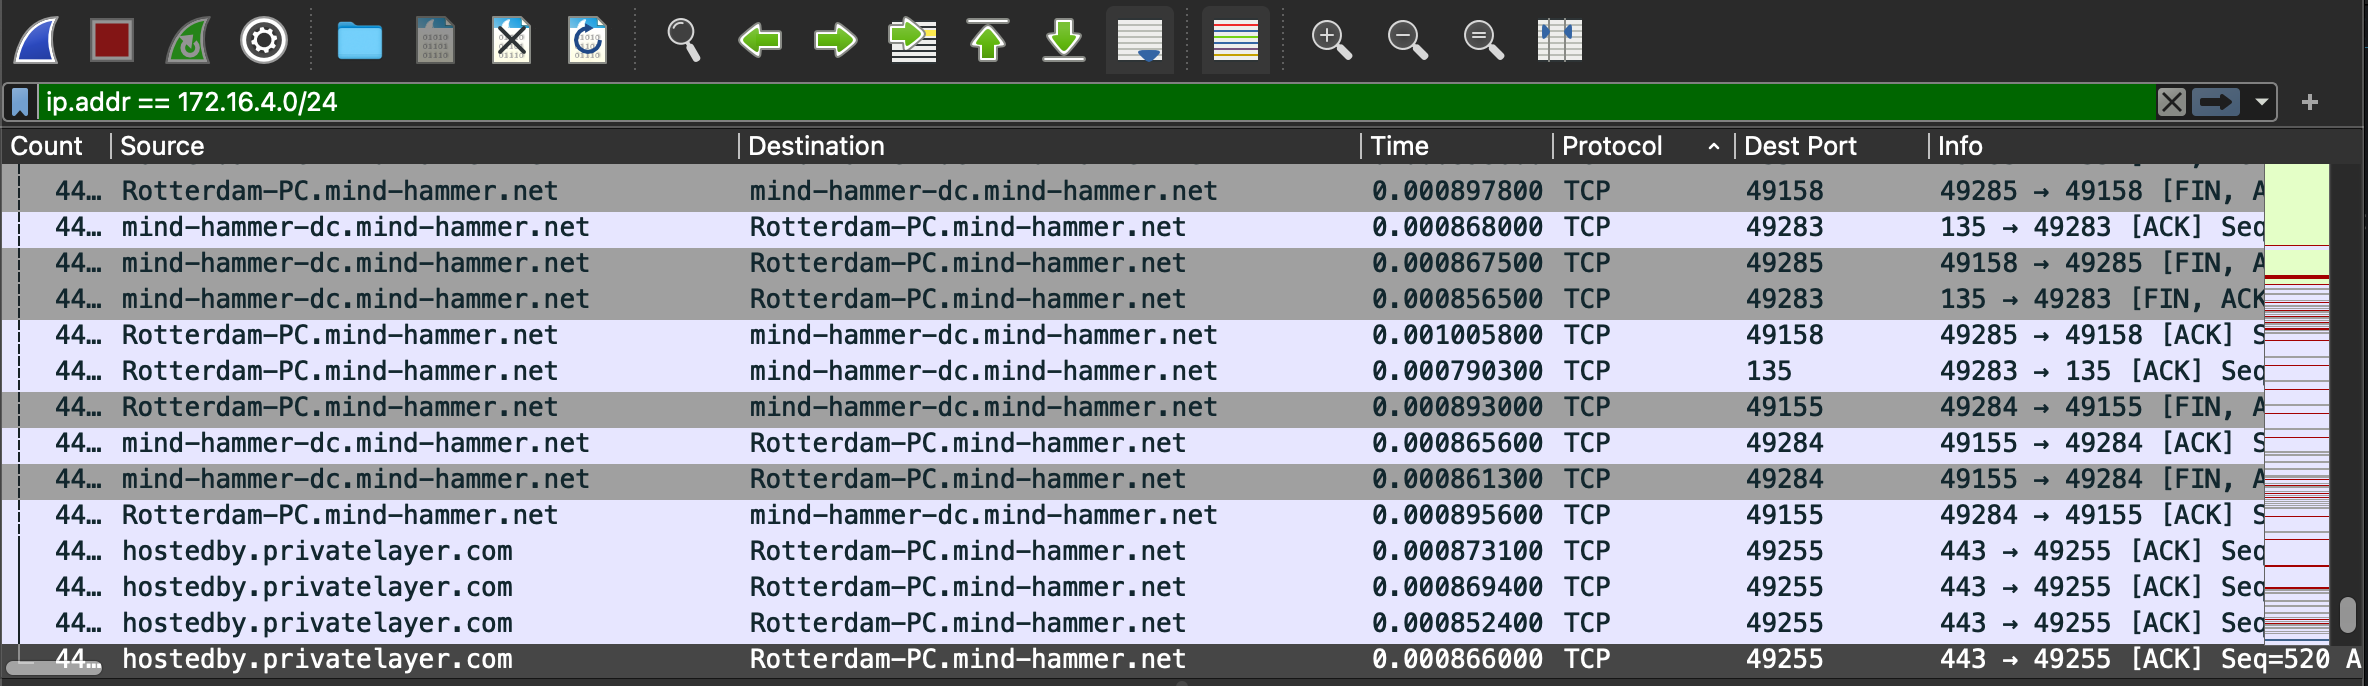 ip.addr == 172.16.4.0/24
Count Source Destination Time Protocol Dest Port Info
44… Rotterdam-PC.mind-hammer.net mind-hammer-dc.mind-hammer.net 0.000897800 TCP 49158 49285 → 49158 [FIN, A
44… mind-hammer-dc.mind-hammer.net Rotterdam-PC.mind-hammer.net 0.000868000 TCP 49283 135 → 49283 [ACK] Seq
44… mind-hammer-dc.mind-hammer.net Rotterdam-PC.mind-hammer.net 0.000867500 TCP 49285 49158 → 49285 [FIN, A
44… mind-hammer-dc.mind-hammer.net Rotterdam-PC.mind-hammer.net 0.000856500 TCP 49283 135 → 49283 [FIN, ACK
44… Rotterdam-PC.mind-hammer.net mind-hammer-dc.mind-hammer.net 0.001005800 TCP 49158 49285 → 49158 [ACK] S
44… Rotterdam-PC.mind-hammer.net mind-hammer-dc.mind-hammer.net 0.000790300 TCP 135 49283 → 135 [ACK] Seq
44… Rotterdam-PC.mind-hammer.net mind-hammer-dc.mind-hammer.net 0.000893000 TCP 49155 49284 → 49155 [FIN, A
44… mind-hammer-dc.mind-hammer.net Rotterdam-PC.mind-hammer.net 0.000865600 TCP 49284 49155 → 49284 [ACK] S
44… mind-hammer-dc.mind-hammer.net Rotterdam-PC.mind-hammer.net 0.000861300 TCP 49284 49155 → 49284 [FIN, A
44… Rotterdam-PC.mind-hammer.net mind-hammer-dc.mind-hammer.net 0.000895600 TCP 49155 49284 → 49155 [ACK] S
44… hostedby.privatelayer.com Rotterdam-PC.mind-hammer.net 0.000873100 TCP 49255 443 → 49255 [ACK] Seq
44… hostedby.privatelayer.com Rotterdam-PC.mind-hammer.net 0.000869400 TCP 49255 443 → 49255 [ACK] Seq
44… hostedby.privatelayer.com Rotterdam-PC.mind-hammer.net 0.000852400 TCP 49255 443 → 49255 [ACK] Seq
44… hostedby.privatelayer.com Rotterdam-PC.mind-hammer.net 0.000866000 TCP 49255 443 → 49255 [ACK] Seq=520 A